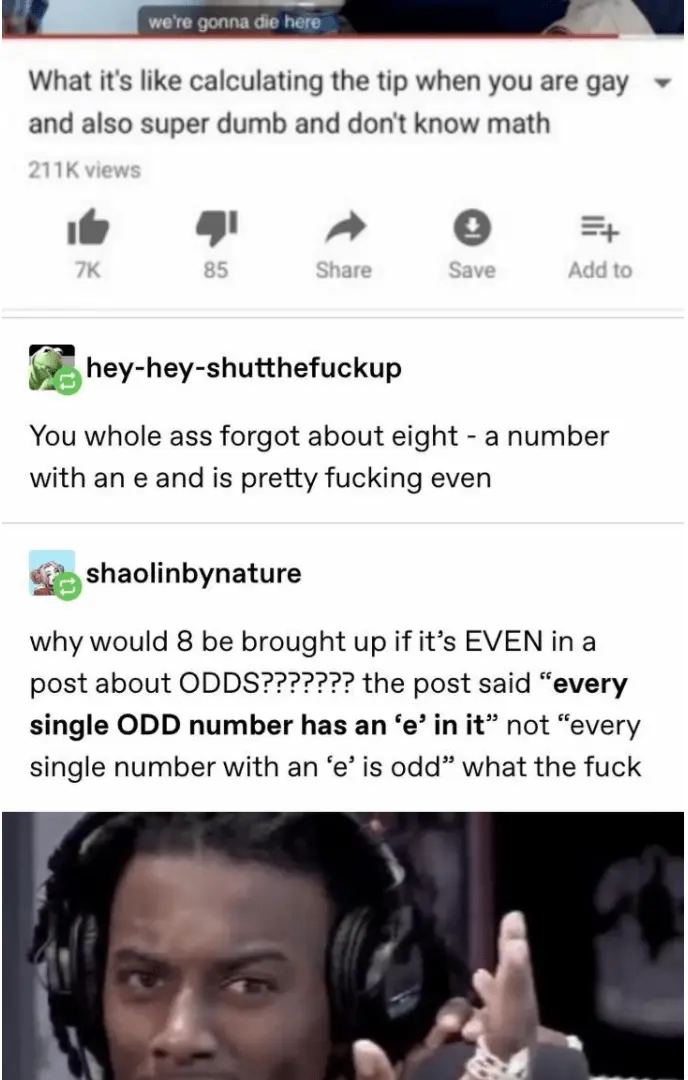 we're gonna die here
What it's like calculating the tip when you are gay
and also super dumb and don't know math
211K views
7K
85
Share
Save
Add to
hey-hey-shutthefuckup
You whole ass forgot about eight - a number
with an e and is pretty fucking even
shaolinbynature
why would 8 be brought up if it’s EVEN in a
post about ODDS??????? the post said “every
single ODD number has an ‘e’ in it” not “every
single number with an ‘e’ is odd” what the fuck